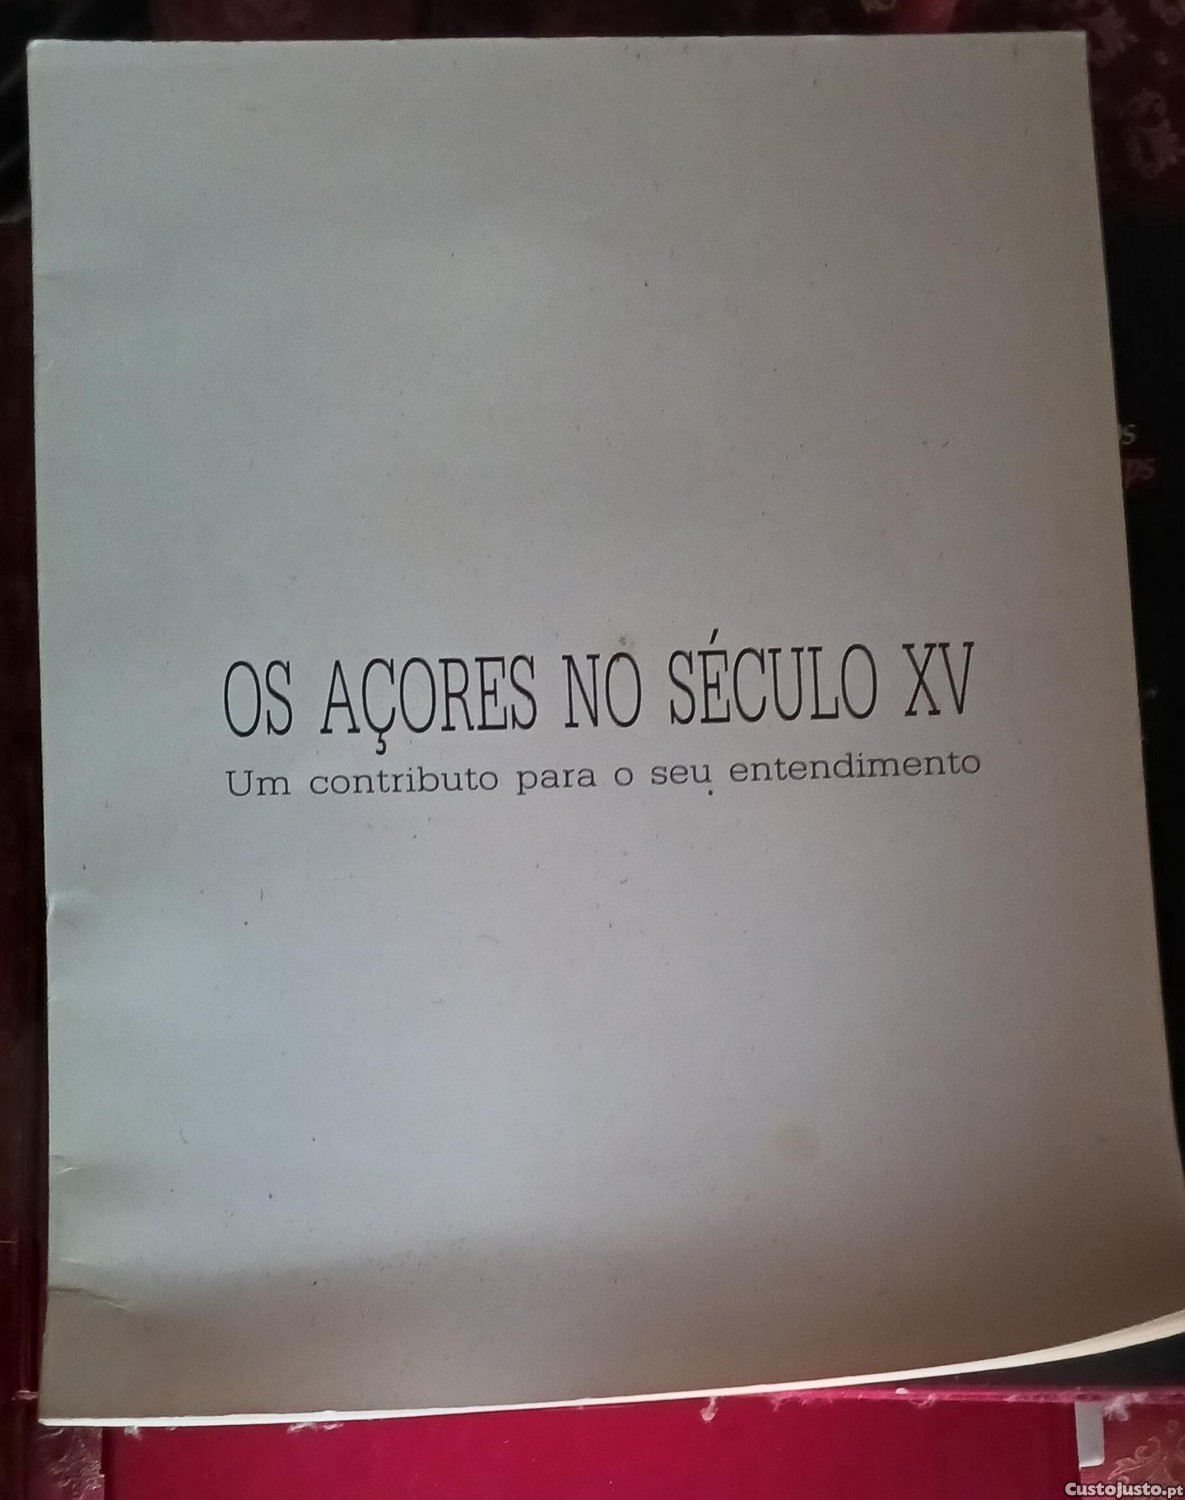 OS AÇORES NO SÉCULO XV
Um contributo para o seu entendimento
CustoJusto.pt